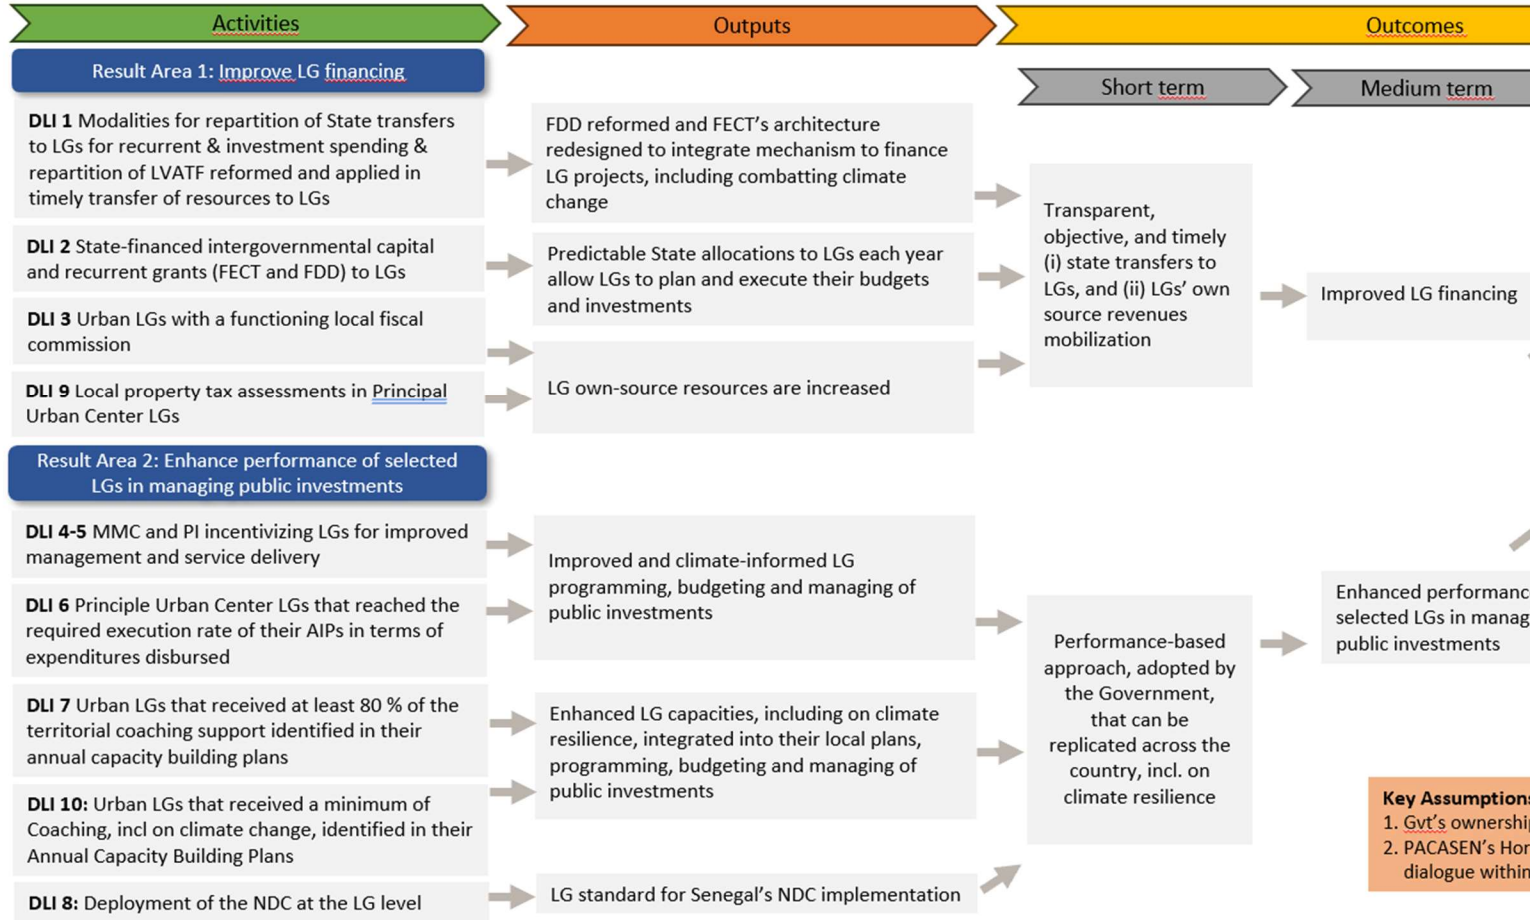 Activities
Outputs
Outcomes
Result Area 1: Improve LG financing
Short term
Medium term
DLI 1 Modalities for repartition of State transfers
to LGs for recurrent & investment spending &
repartition of LVATF reformed and applied in
timely transfer of resources to LGs
FDD reformed and FECT’s architecture
redesigned to integrate mechanism to finance
LG projects, including combatting climate
change
DLI 2 State-financed intergovernmental capital
and recurrent grants (FECT and FDD) to LGs
Predictable State allocations to LGs each year
allow LGs to plan and execute their budgets
and investments
DLI 3 Urban LGs with a functioning local fiscal
commission
DLI 9 Local property tax assessments in Principal
Urban Center LGs
LG own-source resources are increased
Transparent,
objective, and timely
(i) state transfers to
LGs, and (ii) LGs’ own
source revenues
mobilization
Improved LG financing
Result Area 2: Enhance performance of selected
LGs in managing public investments
DLI 4-5 MMC and PI incentivizing LGs for improved
management and service delivery
DLI 6 Principle Urban Center LGs that reached the
required execution rate of their AIPs in terms of
expenditures disbursed
Improved and climate-informed LG
programming, budgeting and managing of
public investments
DLI 7 Urban LGs that received at least 80 % of the
territorial coaching support identified in their
annual capacity building plans
DLI 10: Urban LGs that received a minimum of
Coaching, incl on climate change, identified in their
Annual Capacity Building Plans
Enhanced LG capacities, including on climate
resilience, integrated into their local plans,
programming, budgeting and managing of
public investments
DLI 8: Deployment of the NDC at the LG level
LG standard for Senegal’s NDC implementation
Performance-based
approach, adopted by
the Government,
that can be
replicated across the
country, incl. on
climate resilience
Enhanced performance
selected LGs in manag
public investments
Key Assumptions
1. Gvt’s ownership
2. PACASEN’s Hor
dialogue within